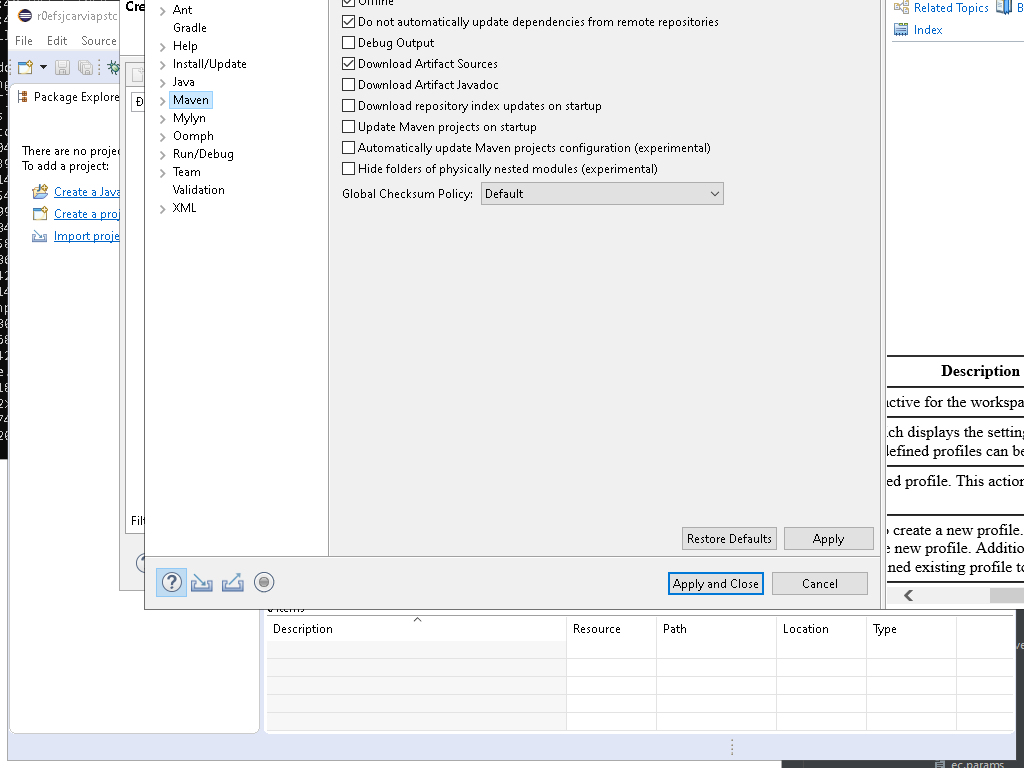 r0efsjcarviapstc
File Edit Source
Package Explore
There are no projec
To add a project:
Create a Java
Create a proj
Import proje
Cre
Filt
Ant
Gradle
Help
Install/Update
Java
Maven
Mylyn
Oomph
Run/Debug
Team
Validation
XML
Offline
Do not automatically update dependencies from remote repositories
Debug Output
Download Artifact Sources
Download Artifact Javadoc
Download repository index updates on startup
Update Maven projects on startup
Automatically update Maven projects configuration (experimental)
Hide folders of physically nested modules (experimental)
Global Checksum Policy: Default
Restore Defaults Apply
Apply and Close Cancel
Related Topics B
Index
Description
active for the workspa
ch displays the setting
defined profiles can be
ed profile. This action
o create a new profile.
e new profile. Additio
ned existing profile to
items
Description Resource Path Location Type
ec.params